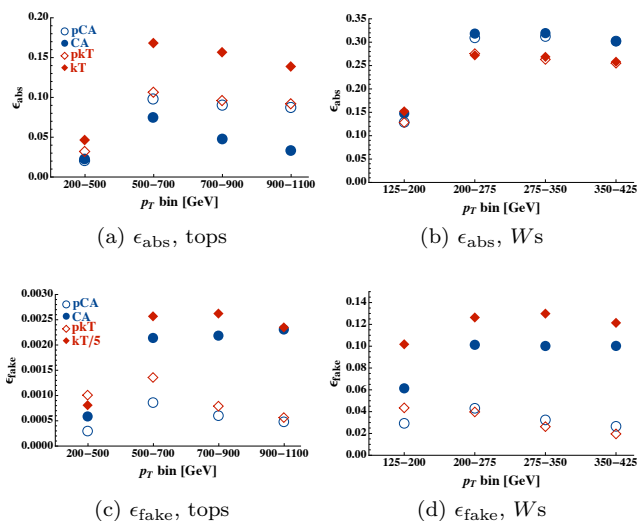 0.20
0.15
0.10
0.05
0.00
ϵabs
pCA
CA
pkT
kT
200−500 500−700 700−900 900−1100
pT bin [GeV]
(a) ϵabs, tops
0.35
0.30
0.25
0.20
0.15
0.10
0.05
0.00
ϵabs
125−200 200−275 275−350 350−425
pT bin [GeV]
(b) ϵabs, Ws
0.0030
0.0025
0.0020
0.0015
0.0010
0.0005
0.0000
ϵfake
pCA
CA
pkT
kT/5
200−500 500−700 700−900 900−1100
pT bin [GeV]
(c) ϵfake, tops
0.14
0.12
0.10
0.08
0.06
0.04
0.02
0.00
ϵfake
125−200 200−275 275−350 350−425
pT bin [GeV]
(d) ϵfake, Ws